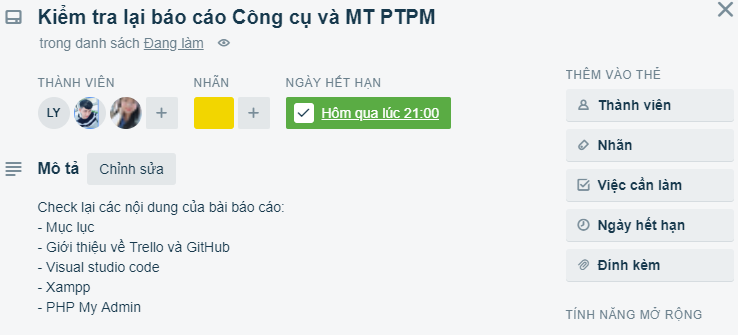 Kiểm tra lại báo cáo Công cụ và MT PTPM
trong danh sách Đang làm
THÀNH VIÊN
NHÃN
NGÀY HẾT HẠN
LY
+
+
Hôm qua lúc 21:00
Mô tả
Chỉnh sửa
Check lại các nội dung của bài báo cáo:
- Mục lục
- Giới thiệu về Trello và GitHub
- Visual studio code
- Xampp
- PHP My Admin
THÊM VÀO THẺ
Thành viên
Nhãn
Việc cần làm
Ngày hết hạn
Đính kèm
TÍNH NĂNG MỞ RỘNG